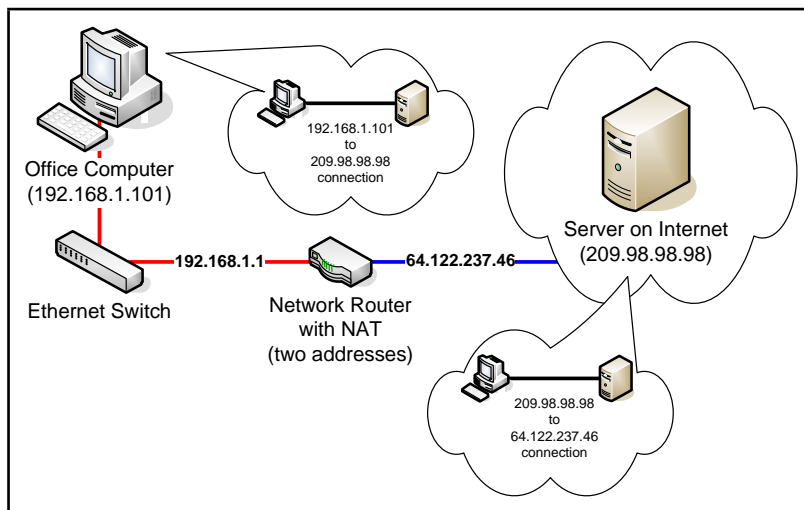 192.168.1.101
to
209.98.98.98
connection
Office Computer
(192.168.1.101)
Server on Internet
(209.98.98.98)
192.168.1.1
64.122.237.46
Ethernet Switch
Network Router
with NAT
(two addresses)
209.98.98.98
to
64.122.237.46
connection